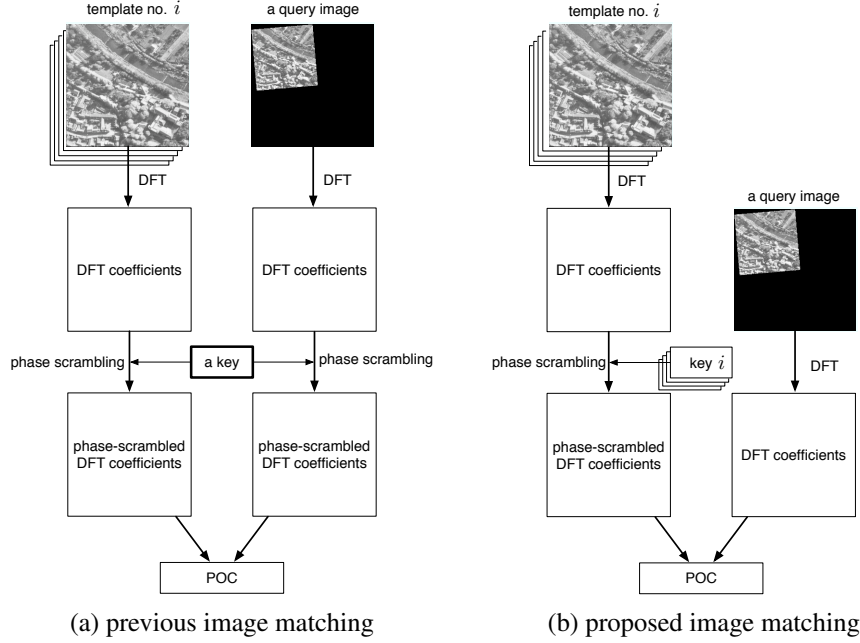 template no. i
a query image
DFT
DFT
DFT coefficients
DFT coefficients
phase scrambling
a key
phase scrambling
phase-scrambled
DFT coefficients
phase-scrambled
DFT coefficients
POC
(a) previous image matching
template no. i
DFT
a query image
DFT coefficients
phase scrambling
key i
DFT
phase-scrambled
DFT coefficients
DFT coefficients
POC
(b) proposed image matching